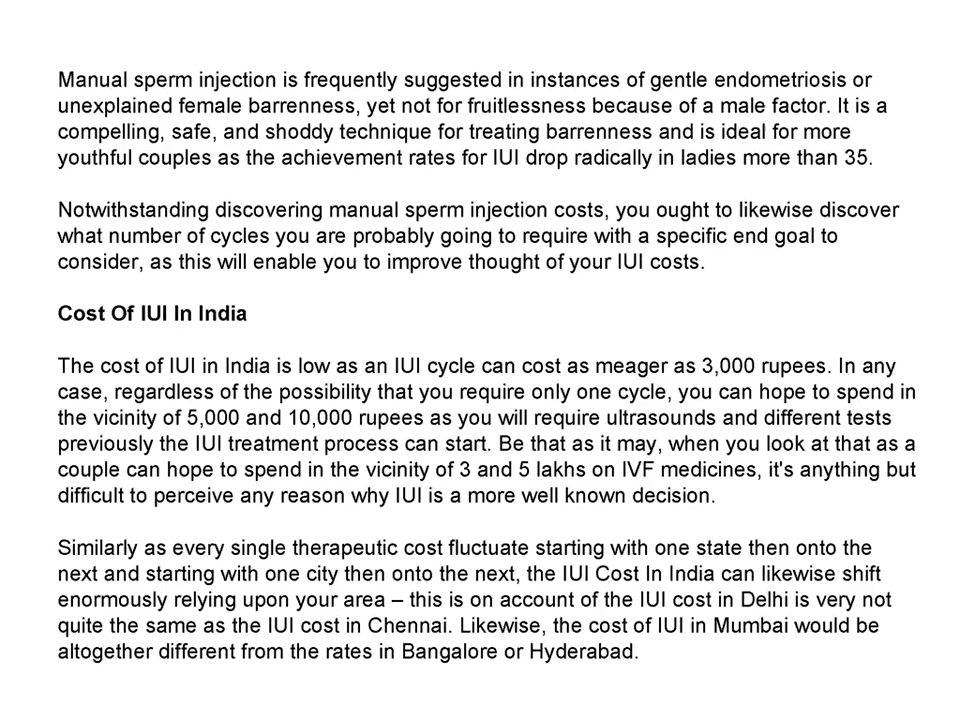 Manual sperm injection is frequently suggested in instances of gentle endometriosis or
unexplained female barrenness, yet not for fruitlessness because of a male factor. It is a
compelling, safe, and shoddy technique for treating barrenness and is ideal for more
youthful couples as the achievement rates for IUI drop radically in ladies more than 35.
Notwithstanding discovering manual sperm injection costs, you ought to likewise discover
what number of cycles you are probably going to require with a specific end goal to
consider, as this will enable you to improve thought of your IUI costs.
Cost Of IUI In India
The cost of IUI in India is low as an IUI cycle can cost as meager as 3,000 rupees. In any
case, regardless of the possibility that you require only one cycle, you can hope to spend in
the vicinity of 5,000 and 10,000 rupees as you will require ultrasounds and different tests
previously the IUI treatment process can start. Be that as it may, when you look at that as a
couple can hope to spend in the vicinity of 3 and 5 lakhs on IVF medicines, it's anything but
difficult to perceive any reason why IUI is a more well known decision.
Similarly as every single therapeutic cost fluctuate starting with one state then onto the
next and starting with one city then onto the next, the IUI Cost In India can likewise shift
enormously relying upon your area – this is on account of the IUI cost in Delhi is very not
quite the same as the IUI cost in Chennai. Likewise, the cost of IUI in Mumbai would be
altogether different from the rates in Bangalore or Hyderabad.